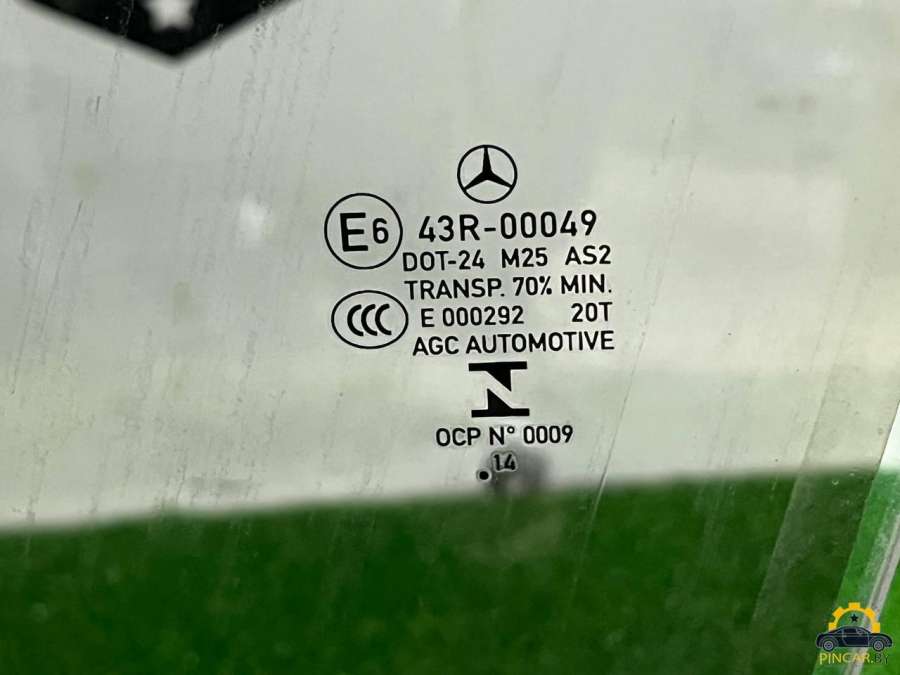 E6 43R-00049
DOT-24 M25 AS2
TRANSP. 70% MIN.
CCC E 000292 20T
AGC AUTOMOTIVE
N
OCP N° 0009
.14
PINCAR.BY